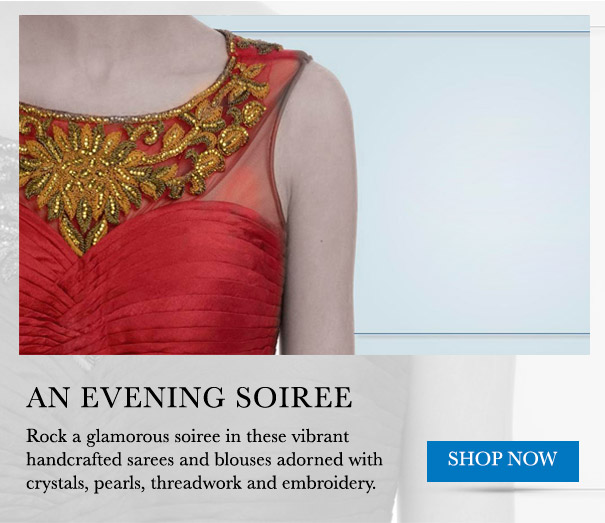 AN EVENING SOIREE
Rock a glamorous soiree in these vibrant
handcrafted sarees and blouses adorned with
crystals, pearls, threadwork and embroidery.
SHOP NOW